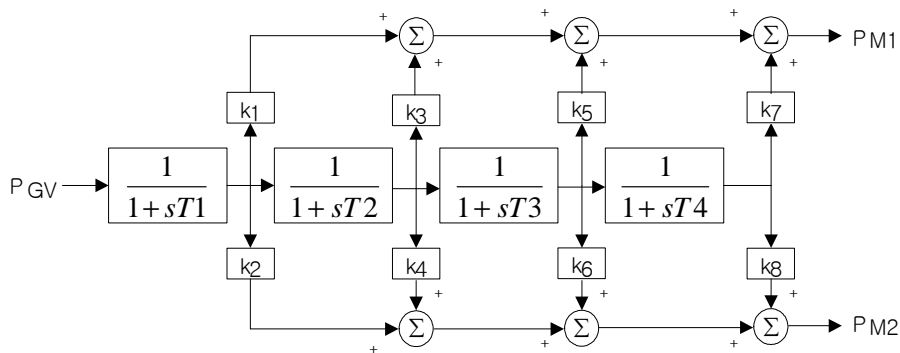 + Σ + Σ + Σ P M1
+ + +
k1 k3 k5 k7
P GV 1 1 1 1
1 + sT1 1 + sT2 1 + sT3 1 + sT4
k2 k4 k6 k8
+ + +
+ Σ + Σ + Σ P M2